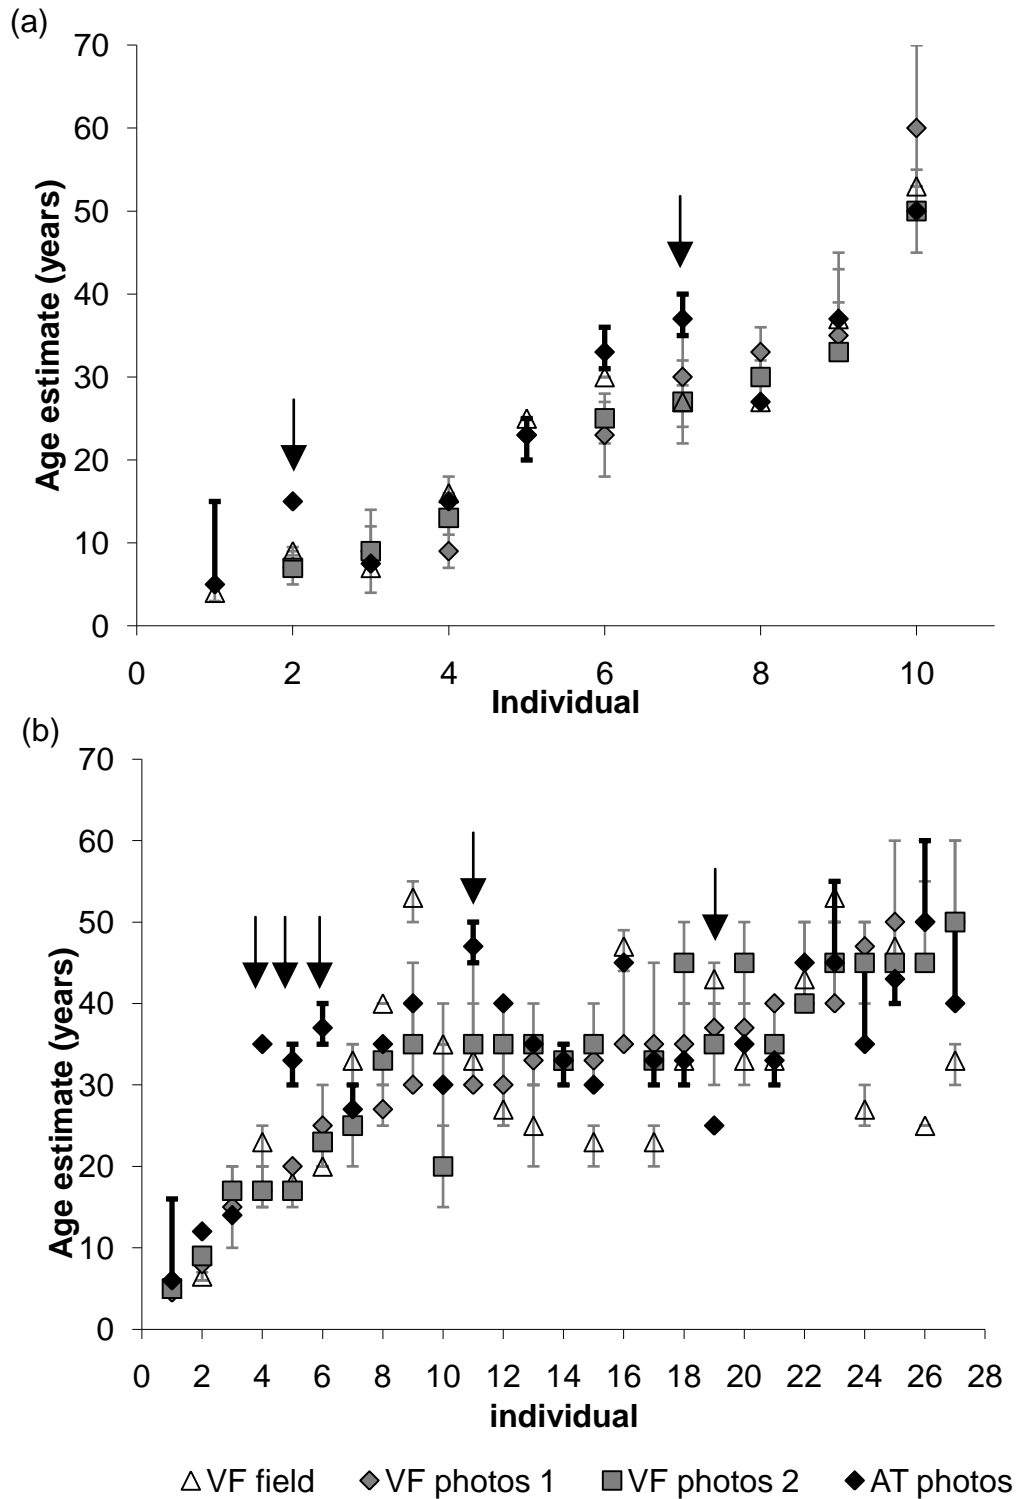 (a)
70
60
50
40
30
20
10
0
Age estimate (years)
0 2 4 6 8 10
Individual
(b)
70
60
50
40
30
20
10
0
Age estimate (years)
0 2 4 6 8 10 12 14 16 18 20 22 24 26 28
individual
VF field VF photos 1 VF photos 2 AT photos